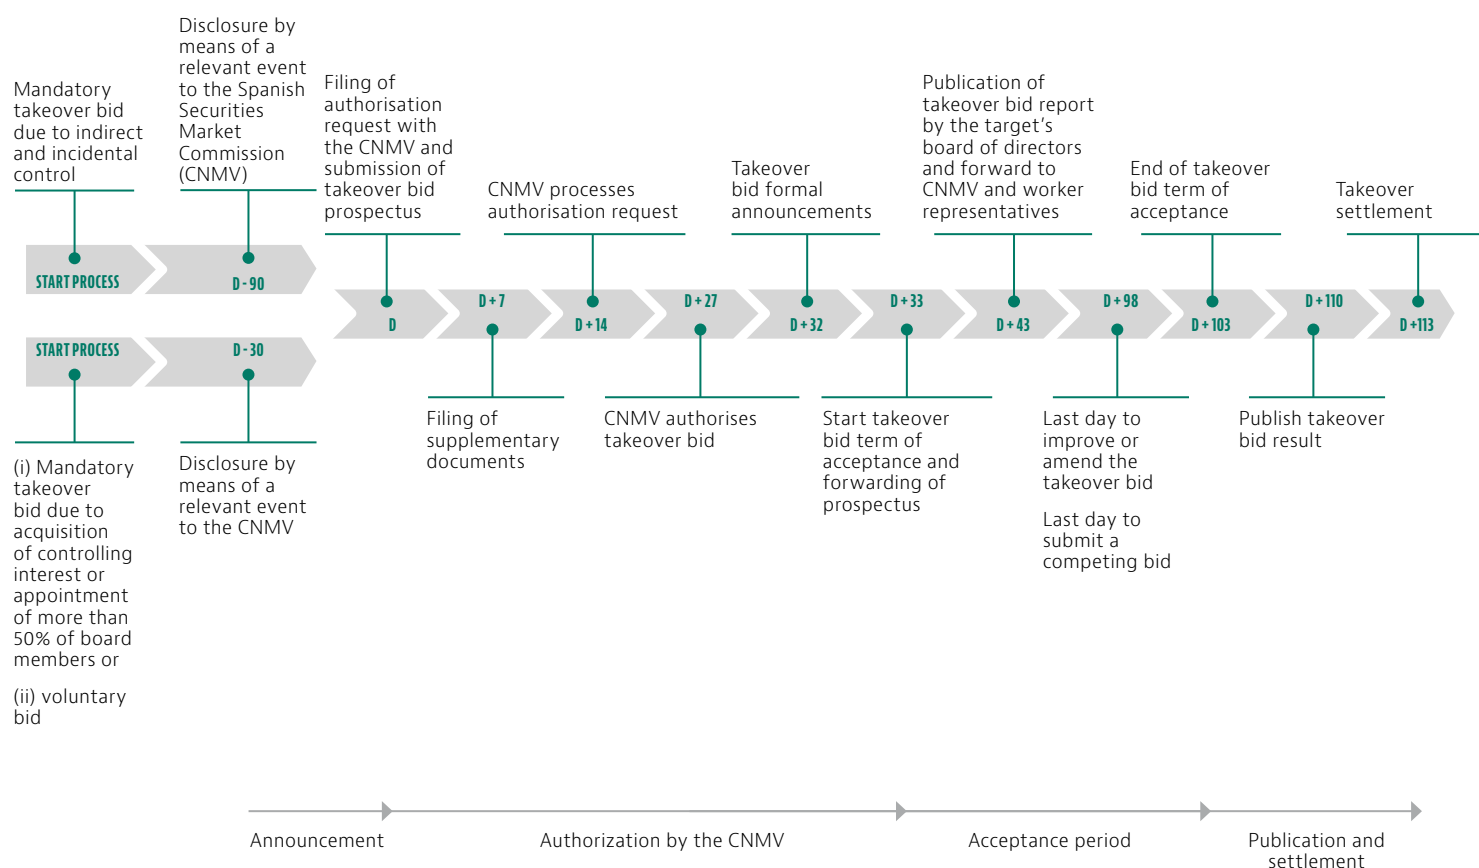 Mandatory
takeover bid
due to indirect
and incidental
control
Disclosure by
means of a
relevant event
to the Spanish
Securities
Market
Commission
(CNMV)
Filing of
authorisation
request with
the CNMV and
submission of
takeover bid
prospectus
CNMV processes
authorisation request
Takeover
bid formal
announcements
Publication of
takeover bid report
by the target's
board of directors
and forward to
CNMV and worker
representatives
End of takeover
bid term of
acceptance
Takeover
settlement
START PROCESS
D - 90
START PROCESS
D - 30
D
D + 7
D + 14
D + 27
D + 32
D + 33
D + 43
D + 98
D + 103
D + 110
D +113
(i) Mandatory
takeover
bid due to
acquisition
of controlling
interest or
appointment
of more than
50% of board
members or
(ii) voluntary
bid
Disclosure by
means of a
relevant event
to the CNMV
Filing of
supplementary
documents
CNMV authorises
takeover bid
Start takeover
bid term of
acceptance and
forwarding of
prospectus
Last day to
improve or
amend the
takeover bid
Last day to
submit a
competing bid
Publish takeover
bid result
Announcement
Authorization by the CNMV
Acceptance period
Publication and
settlement